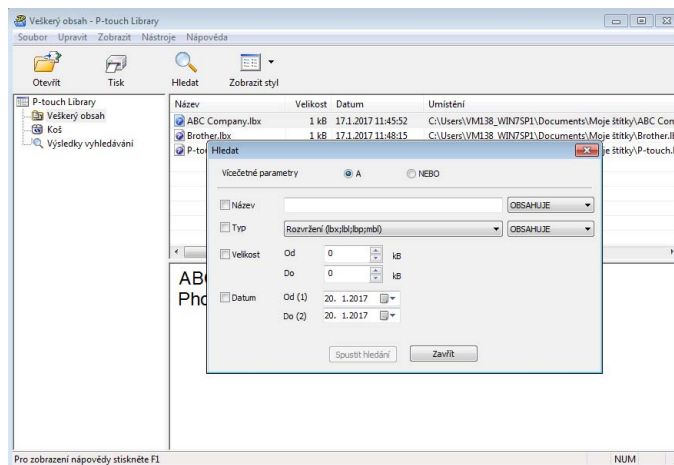 Veškerý obsah - P-touch Library
Soubor Upravit Zobrazit Nástroje Nápověda
Otevřít Tisk Hledat Zobrazit styl
P-touch Library
Veškerý obsah
Koš
Výsledky vyhledávání
Název Velikost Datum Umístění
ABC Company.lbx 1 kB 17.1.2017 11:45:52 C:\Users\VM138_WIN7SP1\Documents\Moje štítky\ABC Com
Brother.lbx 1 kB 17.1.2017 11:48:15 C:\Users\VM138_WIN7SP1\Documents\Moje štítky\Brother.l
P-tou je štítky\P-touch.l
Hledat
Vícečetné parametry A NEBO
Název OBSAHUJE
Typ Rozvržení (lbx;lbl;lbp;mbl) OBSAHUJE
Velikost Od 0 kB
Do 0 kB
Datum Od (1) 20. 1.2017
Do (2) 20. 1.2017
Spustit hledání Zavřít
ABC
Pho
Pro zobrazení nápovědy stiskněte F1 NUM